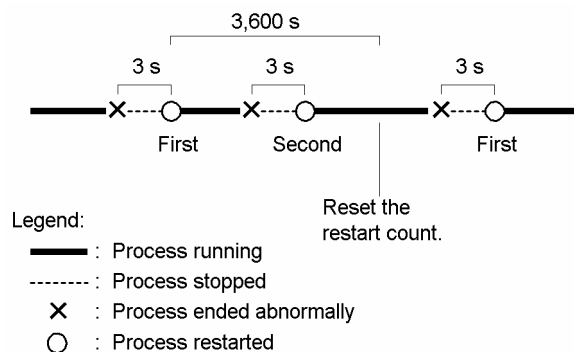 3,600 s
3 s 3 s 3 s
First Second First
Reset the
restart count.
Legend:
: Process running
: Process stopped
: Process ended abnormally
: Process restarted